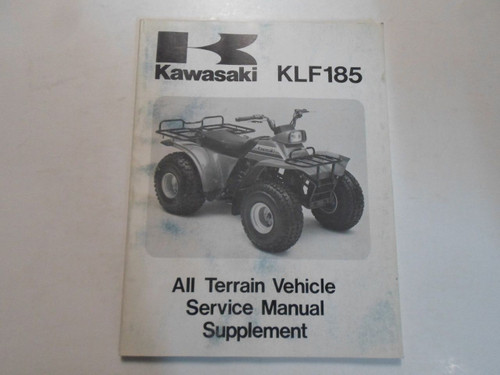 Kawasaki KLF185
All Terrain Vehicle
Service Manual
Supplement